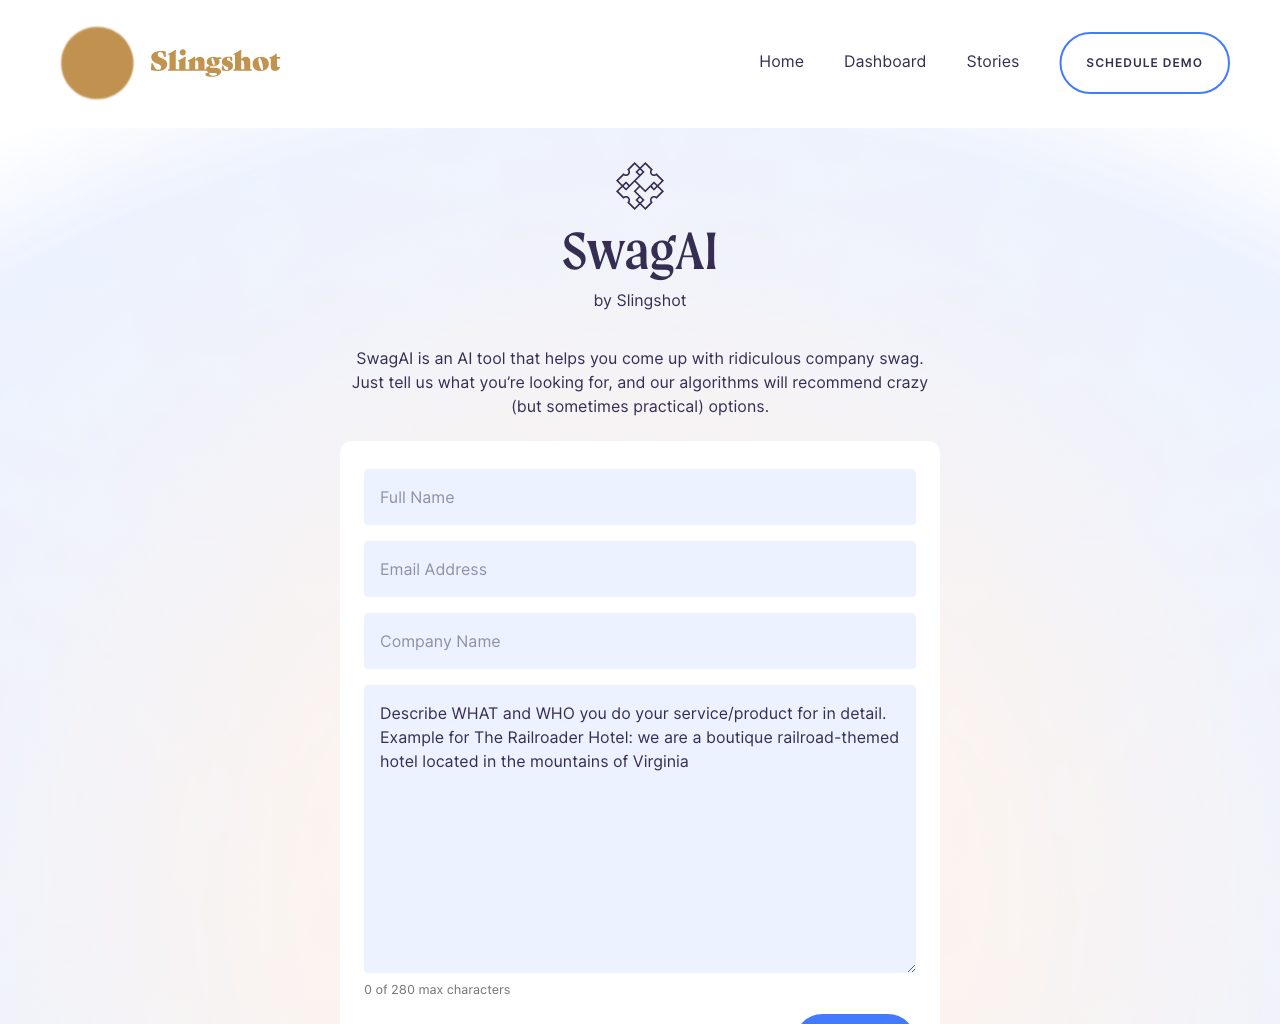 Slingshot
Home
Dashboard
Stories
SCHEDULE DEMO
SwagAI
by Slingshot
SwagAI is an AI tool that helps you come up with ridiculous company swag.
Just tell us what you’re looking for, and our algorithms will recommend crazy
(but sometimes practical) options.
Full Name
Email Address
Company Name
Describe WHAT and WHO you do your service/product for in detail.
Example for The Railroader Hotel: we are a boutique railroad-themed
hotel located in the mountains of Virginia
0 of 280 max characters